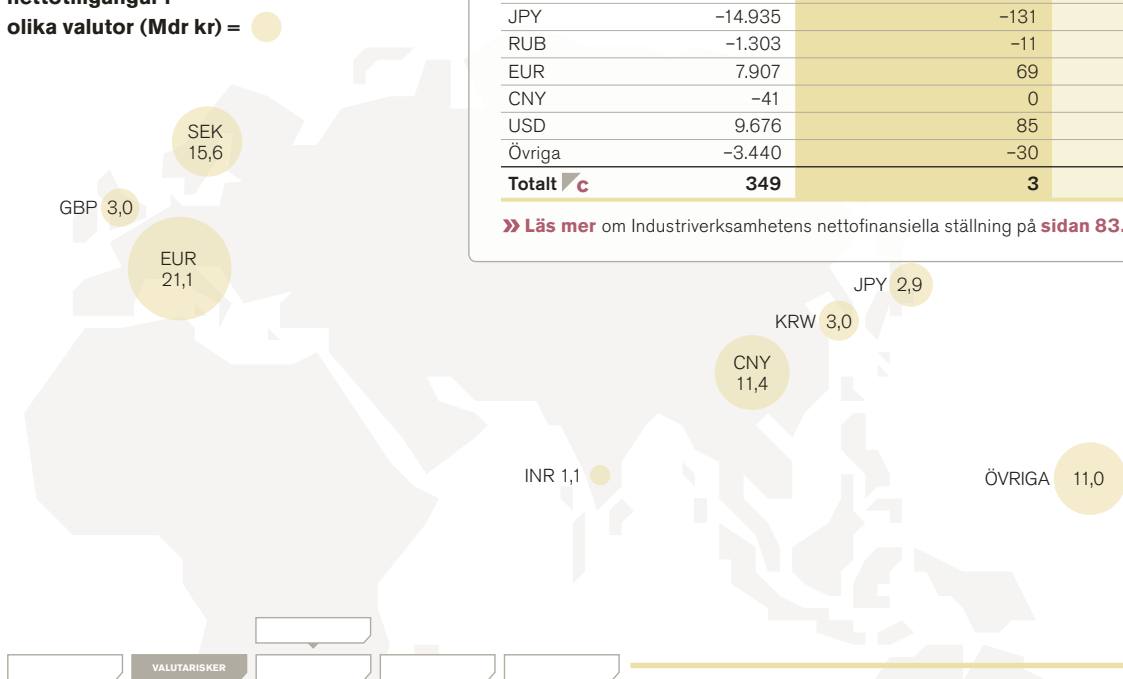 olika valutor (Mdr kr) =
JPY −14.935 −131
RUB −1.303 −11
EUR 7.907 69
CNY −41 0
USD 9.676 85
Övriga −3.440 −30
Totalt C 349 3
» Läs mer om Industriverksamhetens nettofinansiella ställning på sidan 83.
SEK
15,6
GBP 3,0
EUR
21,1
JPY 2,9
KRW 3,0
CNY
11,4
INR 1,1
ÖVRIGA 11,0
VALUTARISKER